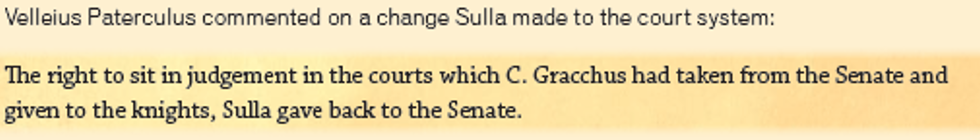 Velleius Paterculus commented on a change Sulla made to the court system:
The right to sit in judgement in the courts which C. Gracchus had taken from the Senate and
given to the knights, Sulla gave back to the Senate.